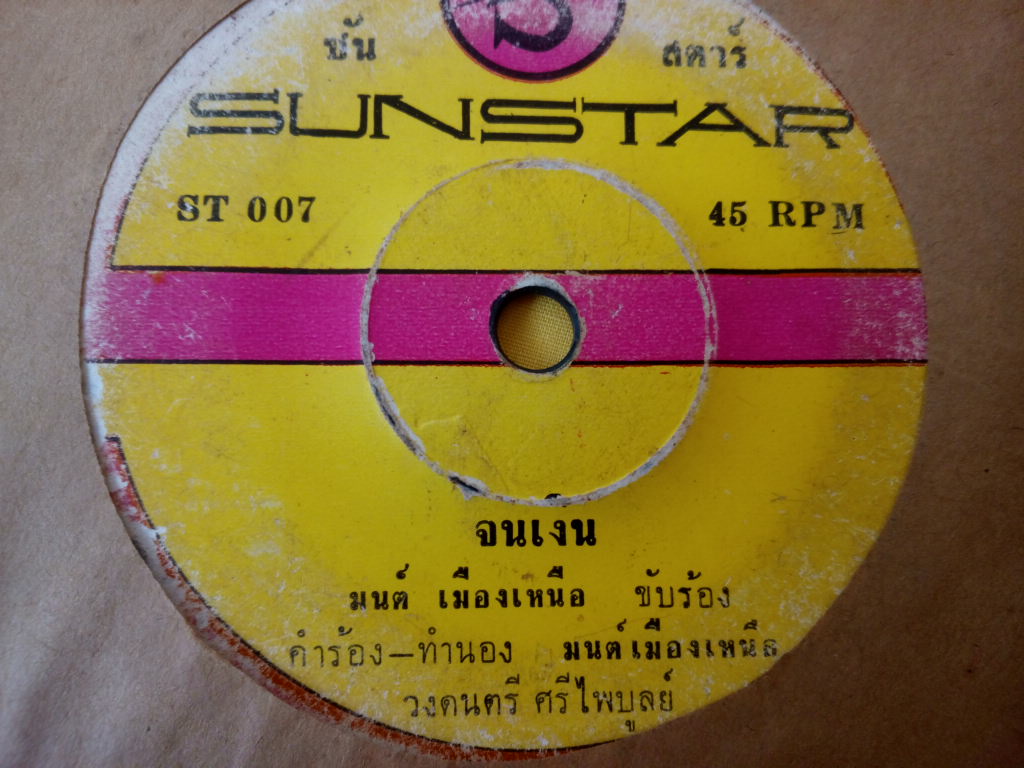 S
ซัน สตาร์
SUNSTAR
ST 007 45 RPM
จนเงิน
มนต์ เมืองเหนือ ขับร้อง
คำร้อง–ทำนอง มนต์เมืองเหนือ
วงดนตรี ศรีไพบูลย์